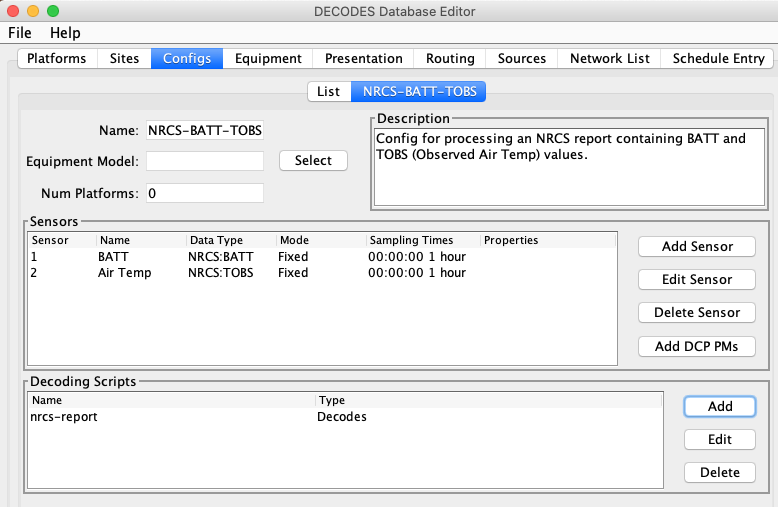 DECODES Database Editor
File Help
Platforms Sites Configs Equipment Presentation Routing Sources Network List Schedule Entry
List NRCS-BATT-TOBS
Name: NRCS-BATT-TOBS
Equipment Model: Select
Num Platforms: 0
Description
Config for processing an NRCS report containing BATT and
TOBS (Observed Air Temp) values.
Sensors
Sensor Name Data Type Mode Sampling Times Properties
1 BATT NRCS:BATT Fixed 00:00:00 1 hour
2 Air Temp NRCS:TOBS Fixed 00:00:00 1 hour
Add Sensor
Edit Sensor
Delete Sensor
Add DCP PMs
Decoding Scripts
Name Type
nrcs-report Decodes
Add
Edit
Delete